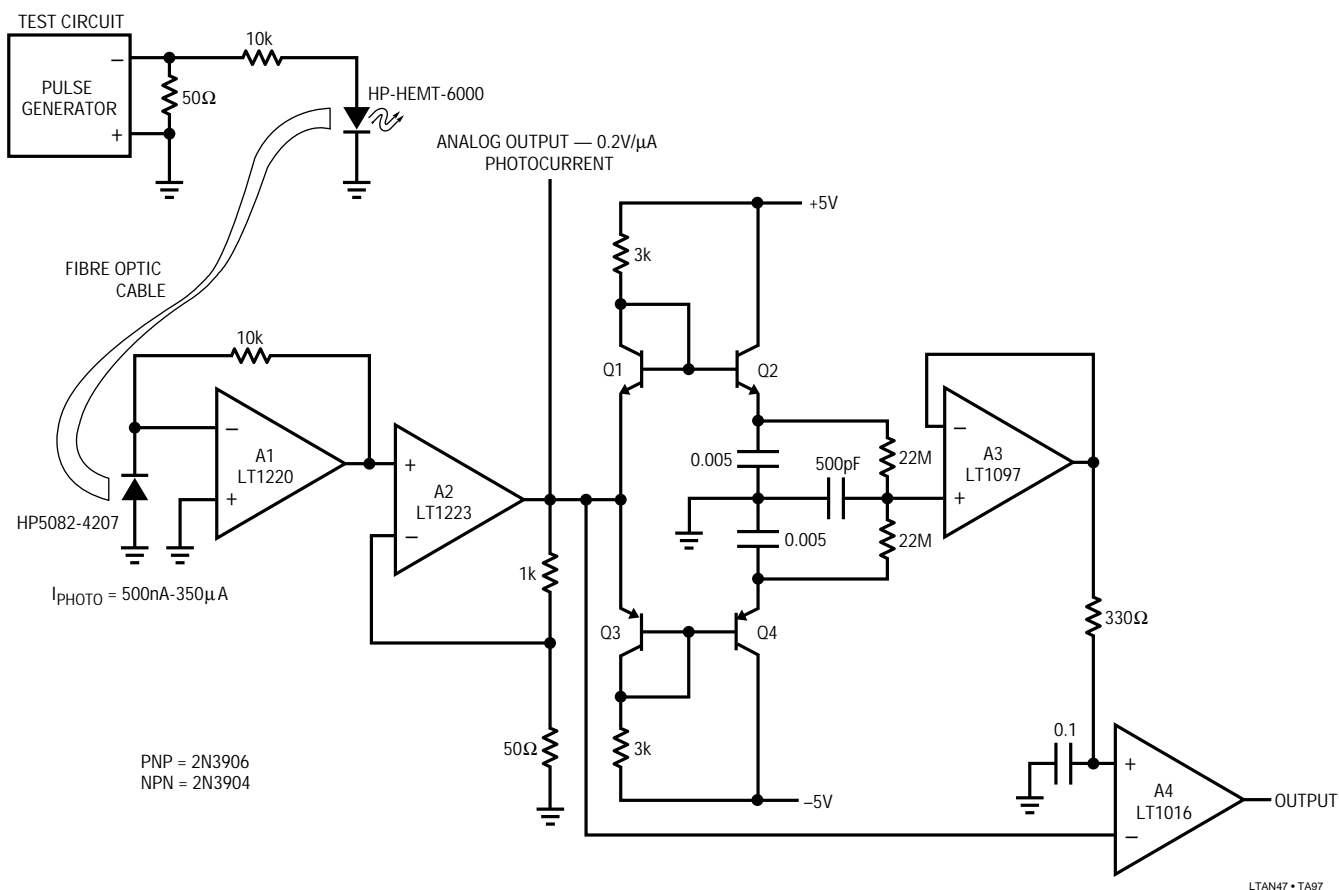 TEST CIRCUIT
PULSE
GENERATOR
−
+
50Ω
10k
HP-HEMT-6000
ANALOG OUTPUT — 0.2V/µA
PHOTOCURRENT
FIBRE OPTIC
CABLE
10k
−
+
A1
LT1220
HP5082-4207
IPHOTO = 500nA-350µA
+
−
A2
LT1223
1k
50Ω
+5V
3k
Q1
Q2
0.005
500pF
22M
0.005
22M
Q3
Q4
3k
–5V
−
+
A3
LT1097
330Ω
0.1
+
−
A4
LT1016
OUTPUT
PNP = 2N3906
NPN = 2N3904
LTAN47 • TA97